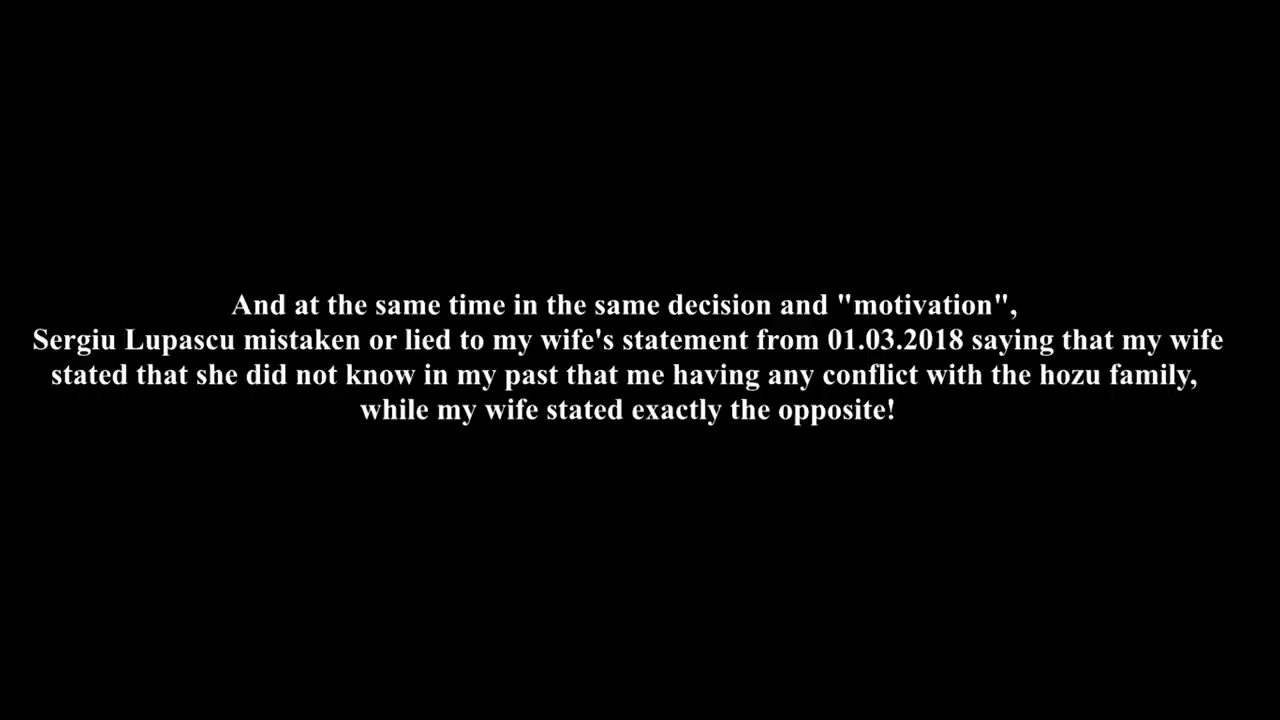 And at the same time in the same decision and "motivation",
Sergiu Lupascu mistaken or lied to my wife's statement from 01.03.2018 saying that my wife
stated that she did not know in my past that me having any conflict with the hozu family,
while my wife stated exactly the opposite!